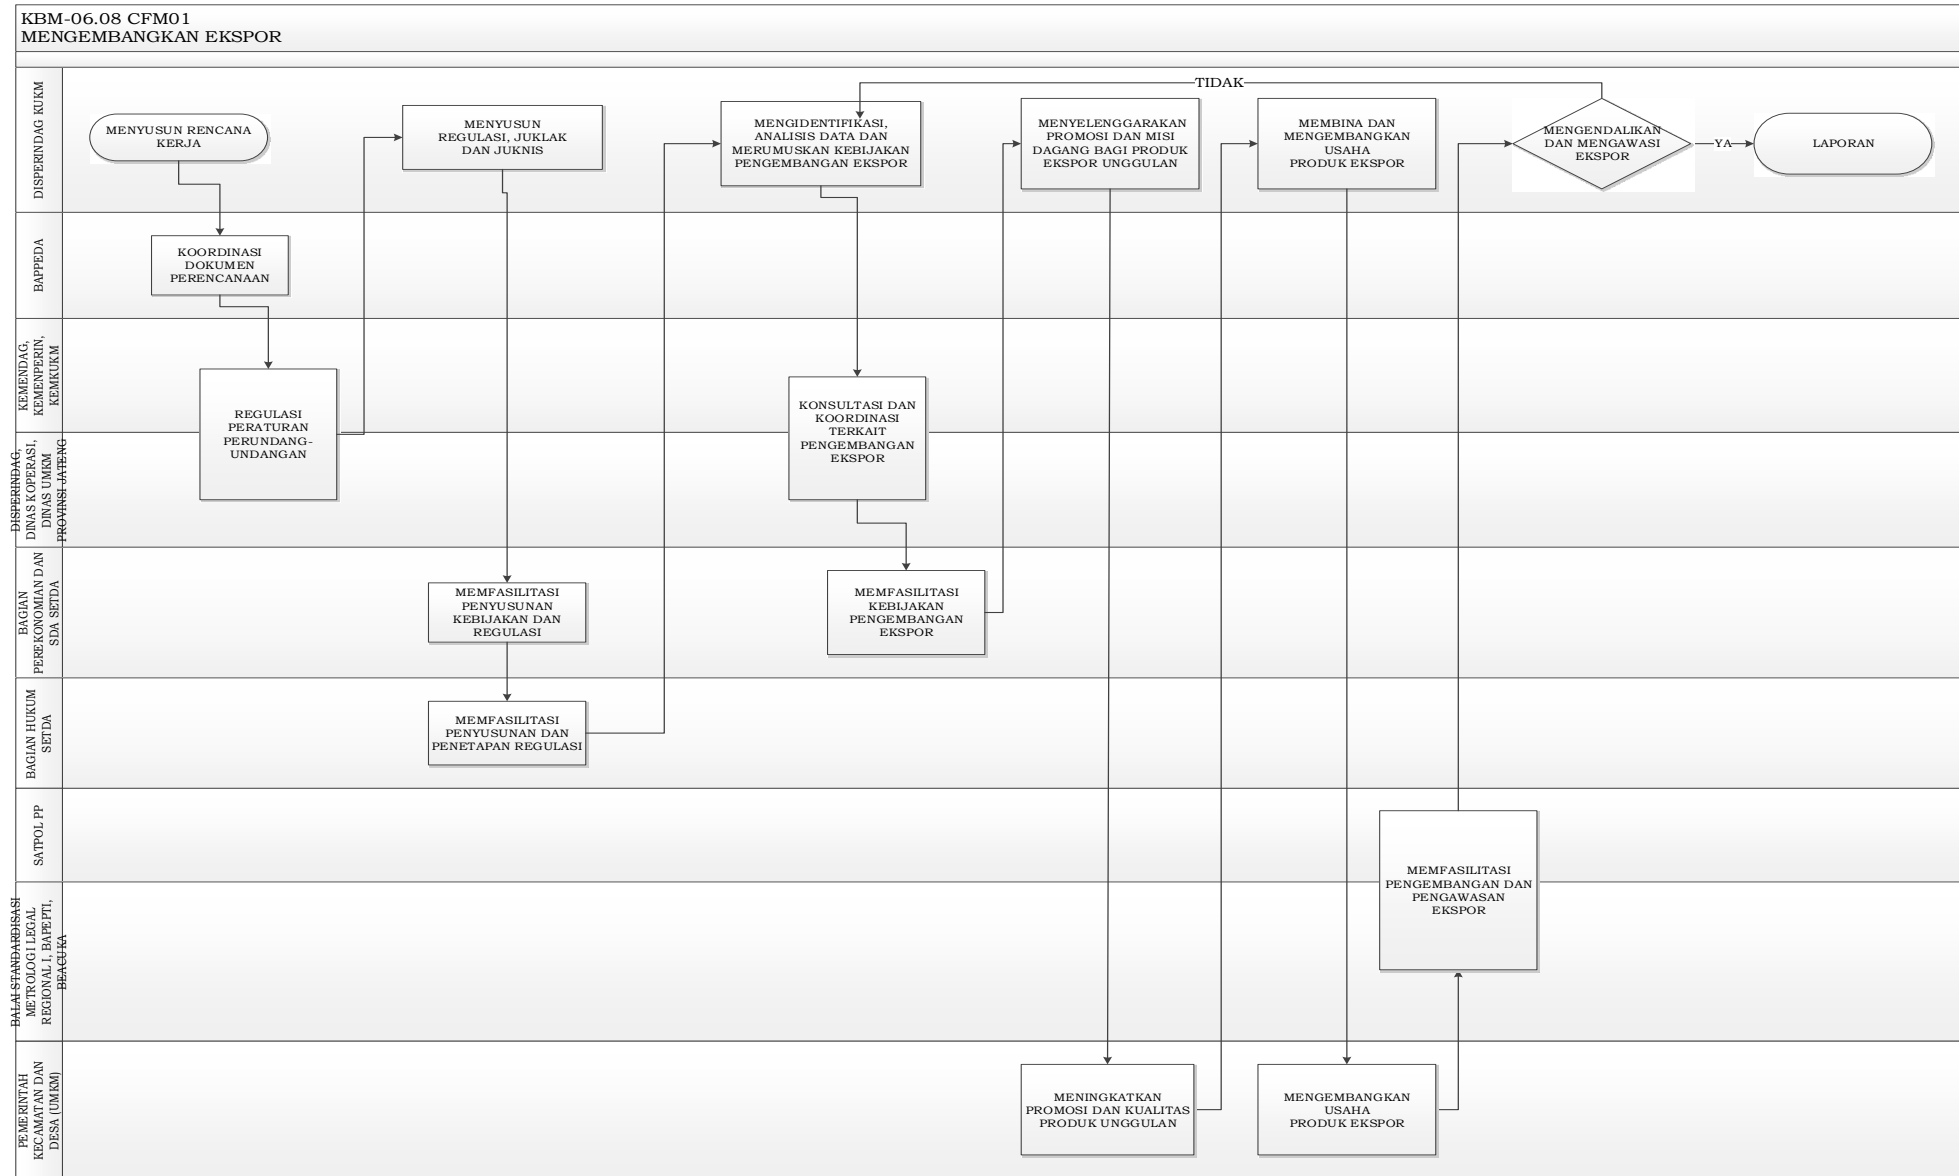 KBM-06.08 CFM01
MENGEMBANGKAN EKSPOR
DISPERINDAG KUKM
MENYUSUN RENCANA
KERJA
MENYUSUN
REGULASI, JUKLAK
DAN JUKNIS
MENGIDENTIFIKASI,
ANALISIS DATA DAN
MERUMUSKAN KEBIJAKAN
PENGEMBANGAN EKSPOR
MENYELENGGARAKAN
PROMOSI DAN MISI
DAGANG BAGI PRODUK
EKSPOR UNGGULAN
TIDAK
MEMBINA DAN
MENGEMBANGKAN
USAHA
PRODUK EKSPOR
MENGENDALIKAN
DAN MENGAWASI
EKSPOR
YA
LAPORAN
BAPPEDA
KOORDINASI
DOKUMEN
PERENCANAAN
KEMENDAG,
KEMENPERIN,
KEMKUKM
REGULASI
PERATURAN
PERUNDANG-
UNDANGAN
KONSULTASI DAN
KOORDINASI
TERKAIT
PENGEMBANGAN
EKSPOR
DISPERINDAG,
DINAS KOPERASI,
DINAS UMKM
PROVINSI JATENG
BAGIAN
PEREKONOMIAN DAN
SDA SETDA
MEMFASILITASI
PENYUSUNAN
KEBIJAKAN DAN
REGULASI
MEMFASILITASI
KEBIJAKAN
PENGEMBANGAN
EKSPOR
BAGIAN HUKUM
SETDA
MEMFASILITASI
PENYUSUNAN DAN
PENETAPAN REGULASI
SATPOL PP
MEMFASILITASI
PENGEMBANGAN DAN
PENGAWASAN
EKSPOR
BALAI STANDARDISASI
METROLOGI LEGAL
REGIONAL I, BAPEPTI,
BEACUKA
PEMERINTAH
KECAMATAN DAN
DESA (UMKM)
MENINGKATKAN
PROMOSI DAN KUALITAS
PRODUK UNGGULAN
MENGEMBANGKAN
USAHA
PRODUK EKSPOR